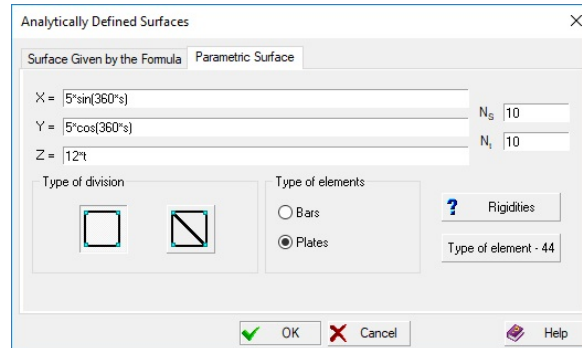 Analytically Defined Surfaces
Surface Given by the Formula Parametric Surface
X = 5*sin(360*s)
Y = 5*cos(360*s)
Z = 12*t
Ns 10
Nt 10
Type of division
Type of elements
Bars
Plates
? Rigidities
Type of element - 44
OK Cancel Help